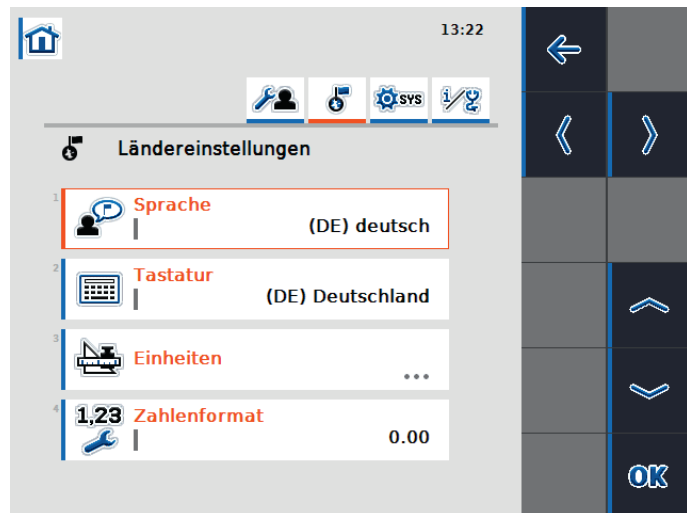 13:22
SYS
i/
Ländereinstellungen
1
Sprache
(DE) deutsch
2
Tastatur
(DE) Deutschland
3
Einheiten
...
4
1,23 Zahlenformat
0.00
OK